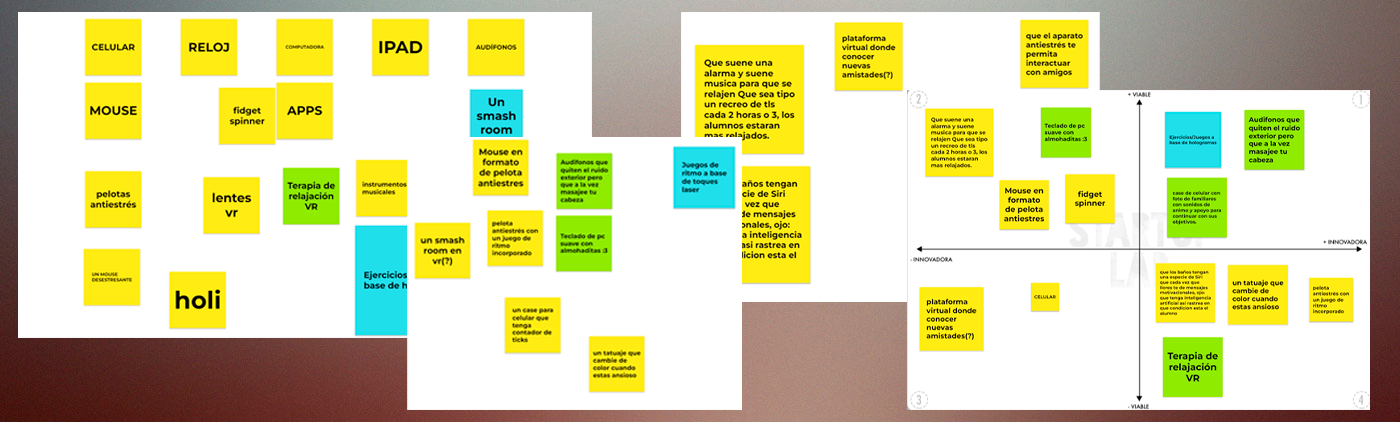 CELULAR
RELOJ
COMPUTADORA
IPAD
AUDÍFONOS
MOUSE
fidget
spinner
APPS
Un
smash
room
pelotas
antiestrés
lentes
vr
Terapia de
relajación
VR
instrumentos
musicales
UN MOUSE
DESESTRESANTE
holi
Ejercicios
base de h
Mouse en
formato
de pelota
antiestres
Audífonos que
quiten el ruido
exterior pero
que a la vez
masajee tu
cabeza
Juegos de
ritmo a base
de toques
laser
un smash
room en
vr(?)
pelota
antiestrés con
un juego de
ritmo
incorporado
Teclado de pc
suave con
almohaditas :3
un case para
celular que
tenga
contador de
ticks
un tatuaje que
cambie de
color cuando
estas ansioso
Que suene una
alarma y suene
musica para que se
relajen Que sea tipo
un recreo de tls
cada 2 horas o 3, los
alumnos estaran
mas relajados.
plataforma
virtual donde
conocer
nuevas
amistades(?)
que el aparato
antiestrés te
permita
interactuar
con amigos
baños tengan
ecie de Siri
vez que
de mensajes
onales, ojo:
inteligencia
asi rastrea en
dicion esta el
2
+ VIABLE
1
Que suene una
alarma y suene
musica para que se
relajen Que sea tipo
un recreo de tls
cada 2 horas o 3, los
alumnos estaran
mas relajados.
Teclado de pc
suave con
almohaditas :3
Ejercicios/Juegos a
base de hologramas
Audífonos que
quiten el ruido
exterior pero
que a la vez
masajee tu
cabeza
Mouse en
formato
de pelota
antiestres
fidget
spinner
case de celular con
foto de familiares
con sonidos de
animo y apoyo para
continuar con sus
objetivos.
STARTUP
LAB
- INNOVADORA
+ INNOVADORA
plataforma
virtual donde
conocer
nuevas
amistades(?)
CELULAR
que los baños tengan
una especie de Siri
que cada vez que
llores te de mensajes
motivacionales, ojo:
que tenga inteligencia
artificial asi rastrea en
que condicion esta el
alumno
un tatuaje que
cambie de
color cuando
estas ansioso
pelota
antiestrés con
un juego de
ritmo
incorporado
Terapia de
relajación
VR
3
- VIABLE
4